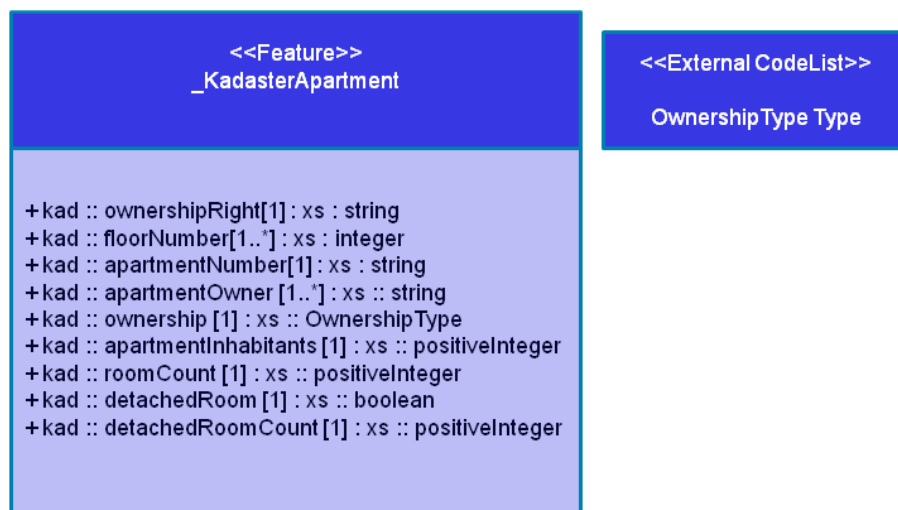 <<Feature>>
_KadasterApartment
<<External CodeList>>
OwnershipType Type
+kad :: ownershipRight[1] : xs : string
+kad :: floorNumber[1..*] : xs : integer
+kad :: apartmentNumber[1] : xs : string
+kad :: apartmentOwner [1..*] : xs :: string
+kad :: ownership [1] : xs :: OwnershipType
+kad :: apartmentInhabitants [1] : xs :: positiveInteger
+kad :: roomCount [1] : xs :: positiveInteger
+kad :: detachedRoom [1] : xs :: boolean
+kad :: detachedRoomCount [1] : xs :: positiveInteger